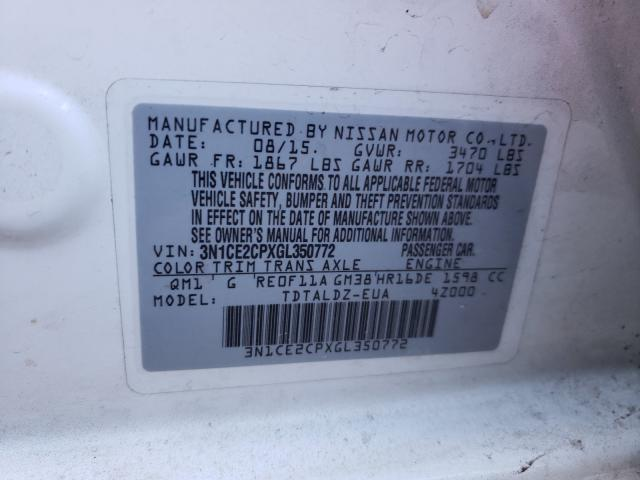 MANUFACTURED BY NISSAN MOTOR CO., LTD.
DATE: 08/15. GVWR: 3470 LBS
GAWR FR: 1867 LBS GAWR RR: 1704 LBS
THIS VEHICLE CONFORMS TO ALL APPLICABLE FEDERAL MOTOR
VEHICLE SAFETY, BUMPER AND THEFT PREVENTION STANDARDS
IN EFFECT ON THE DATE OF MANUFACTURE SHOWN ABOVE.
SEE OWNER'S MANUAL FOR ADDITIONAL INFORMATION.
VIN: 3N1CE2CPXGL350772 PASSENGER CAR.
COLOR TRIM TRANS AXLE ENGINE
QM1' G 'RE0F11A GM38'HR16DE 1598 CC
MODEL: TDTALDZ-EUA 4Z000
3N1CE2CPXGL350772